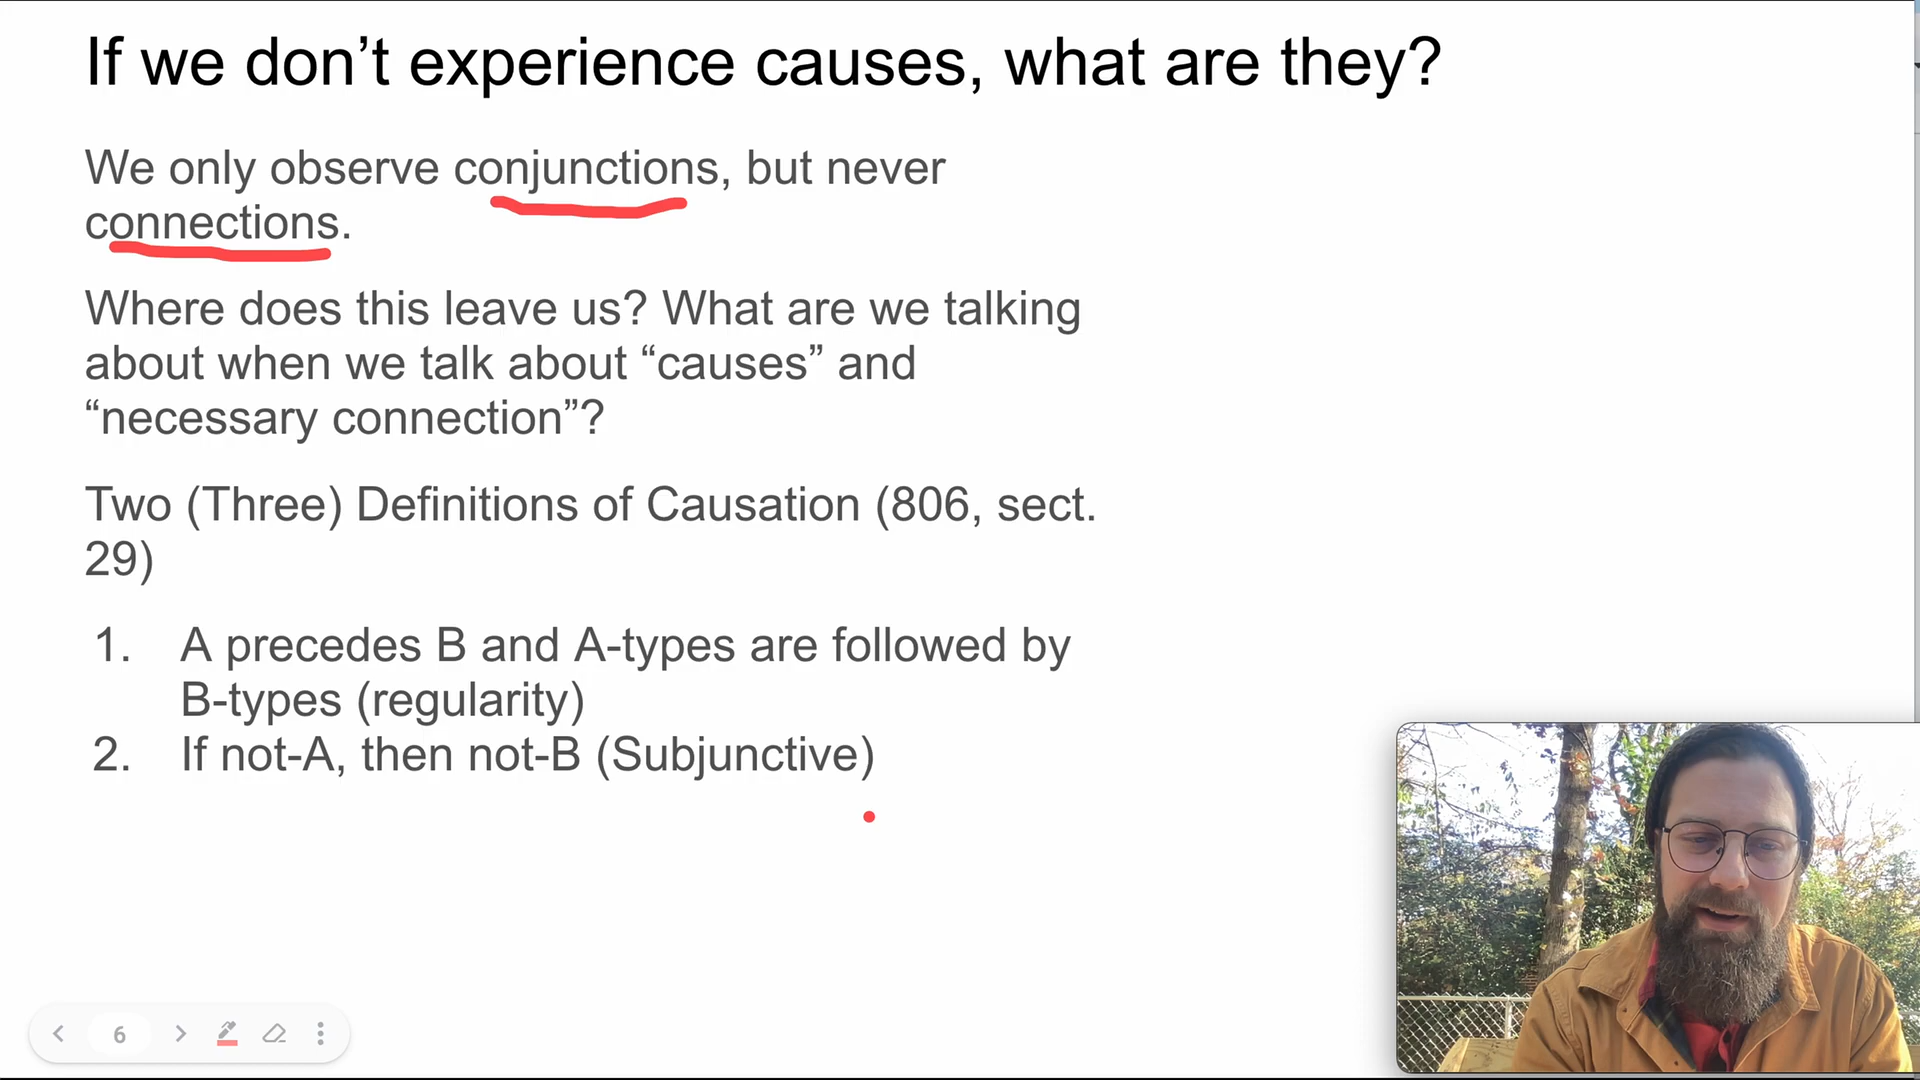 If we don’t experience causes, what are they?
We only observe conjunctions, but never
connections.
Where does this leave us? What are we talking
about when we talk about “causes” and
“necessary connection”?
Two (Three) Definitions of Causation (806, sect.
29)
1. A precedes B and A-types are followed by
B-types (regularity)
2. If not-A, then not-B (Subjunctive)
6